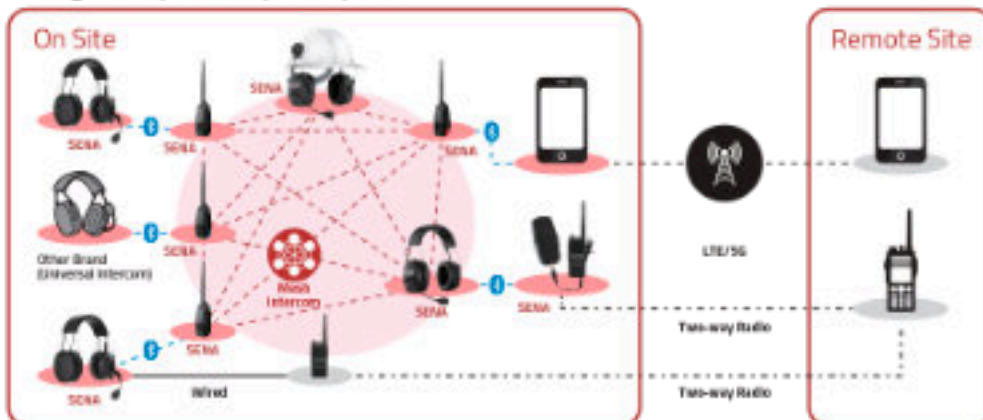 On Site
Remote Site
SENA
SENA
SENA
SENA
SENA
Other Brand
(Universal Intercom)
Mesh
Intercom
SENA
SENA
LTE/5G
SENA
SENA
Wired
Two-way Radio
Two-way Radio